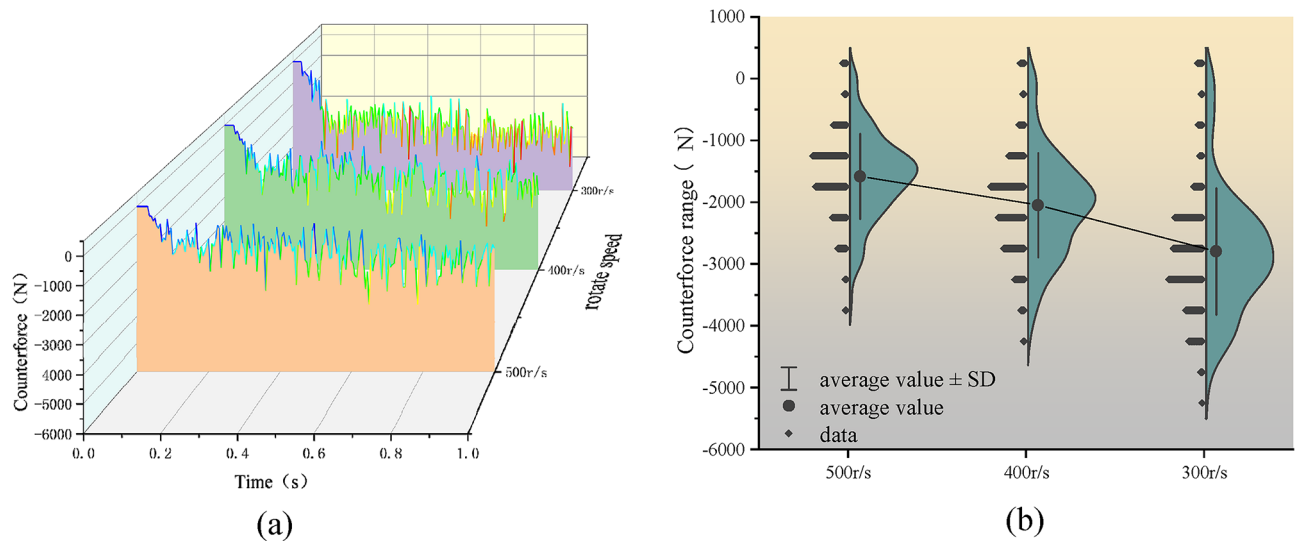 0
-1000
-2000
-3000
4000
-5000
-6000
Counterforce（N）
0.0
0.2
0.4
0.6
0.8
1.0
Time（s）
300r/s
400r/s
500r/s
rotate speed
(a)
1000
0
-1000
-2000
-3000
-4000
-5000
-6000
Counterforce range（ N）
average value ± SD
average value
data
500r/s
400r/s
300r/s
(b)